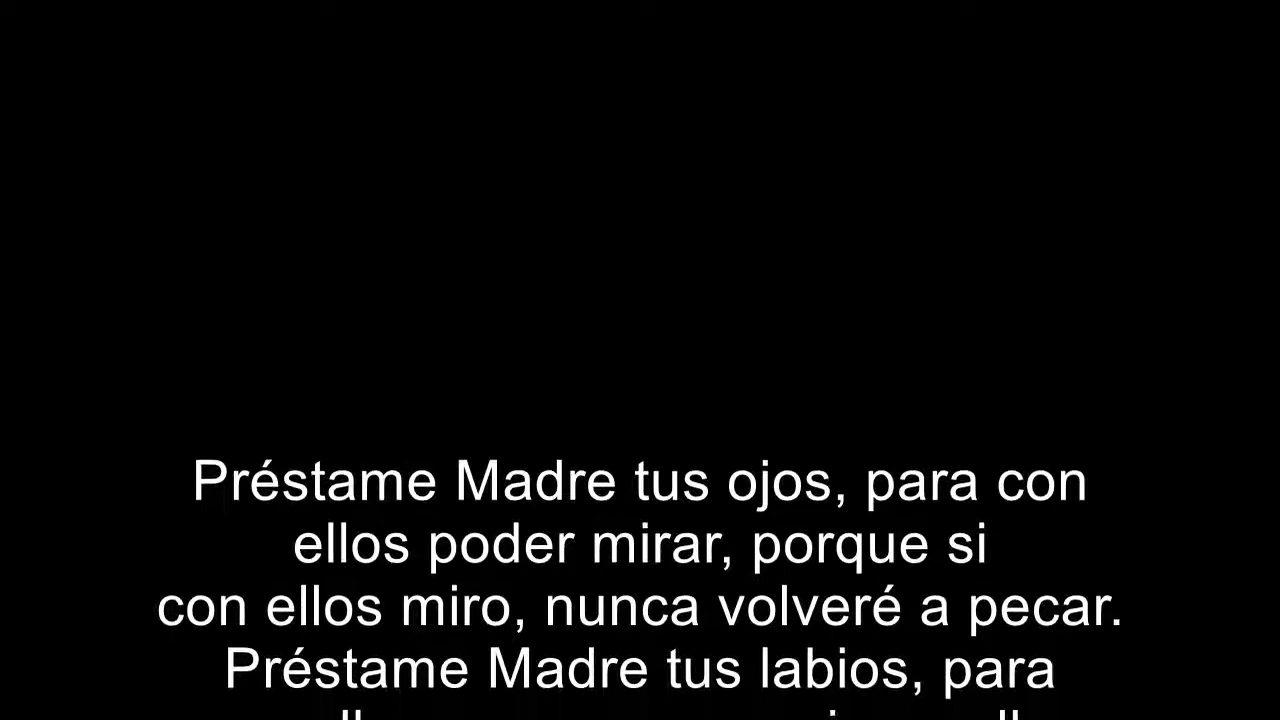 Préstame Madre tus ojos, para con
ellos poder mirar, porque si
con ellos miro, nunca volveré a pecar.
Préstame Madre tus labios, para